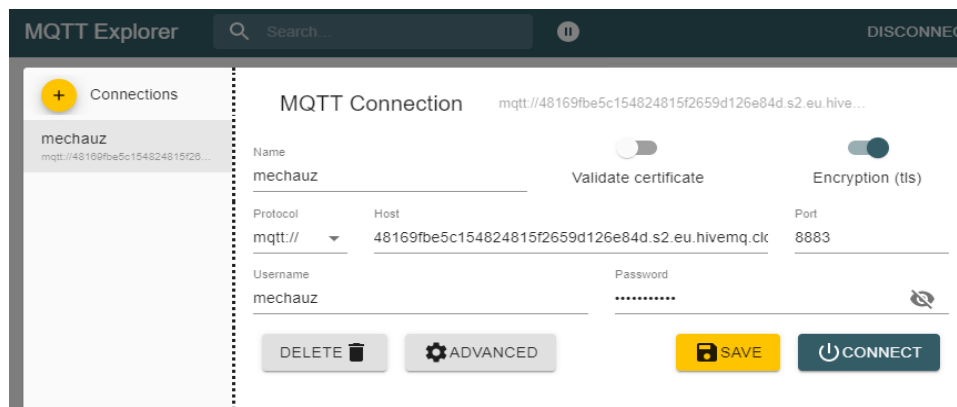 MQTT Explorer Search... DISCONNEC
+ Connections
mechauz
mqtt://48169fbe5c154824815f26...
MQTT Connection mqtt://48169fbe5c154824815f2659d126e84d.s2.eu.hive...
Name
mechauz
Validate certificate
Encryption (tls)
Protocol Host Port
mqtt:// 48169fbe5c154824815f2659d126e84d.s2.eu.hivemq.clo 8883
Username Password
mechauz •••••••••••
DELETE ADVANCED SAVE CONNECT